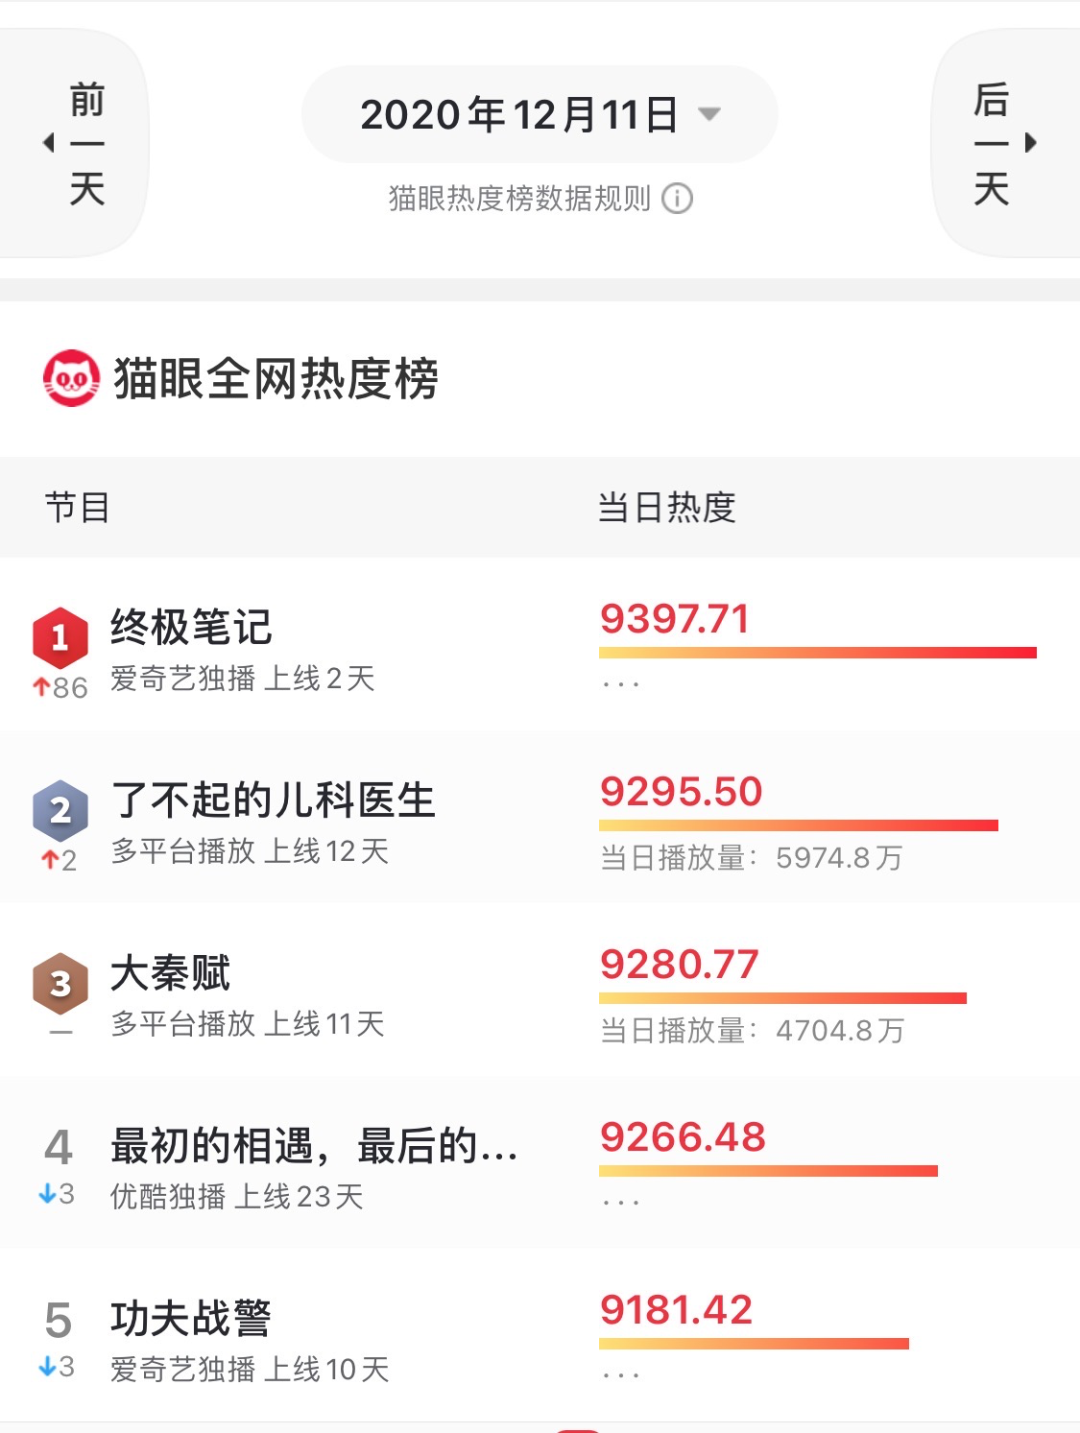 前一天
2020年12月11日
后一天
猫眼热度榜数据规则
猫眼全网热度榜
节目 当日热度
1 终极笔记 9397.71
↑86 爱奇艺独播 上线2天 ...
2 了不起的儿科医生 9295.50
↑2 多平台播放 上线12天 当日播放量：5974.8万
3 大秦赋 9280.77
— 多平台播放 上线11天 当日播放量：4704.8万
4 最初的相遇，最后的... 9266.48
↓3 优酷独播 上线23天 ...
5 功夫战警 9181.42
↓3 爱奇艺独播 上线10天 ...